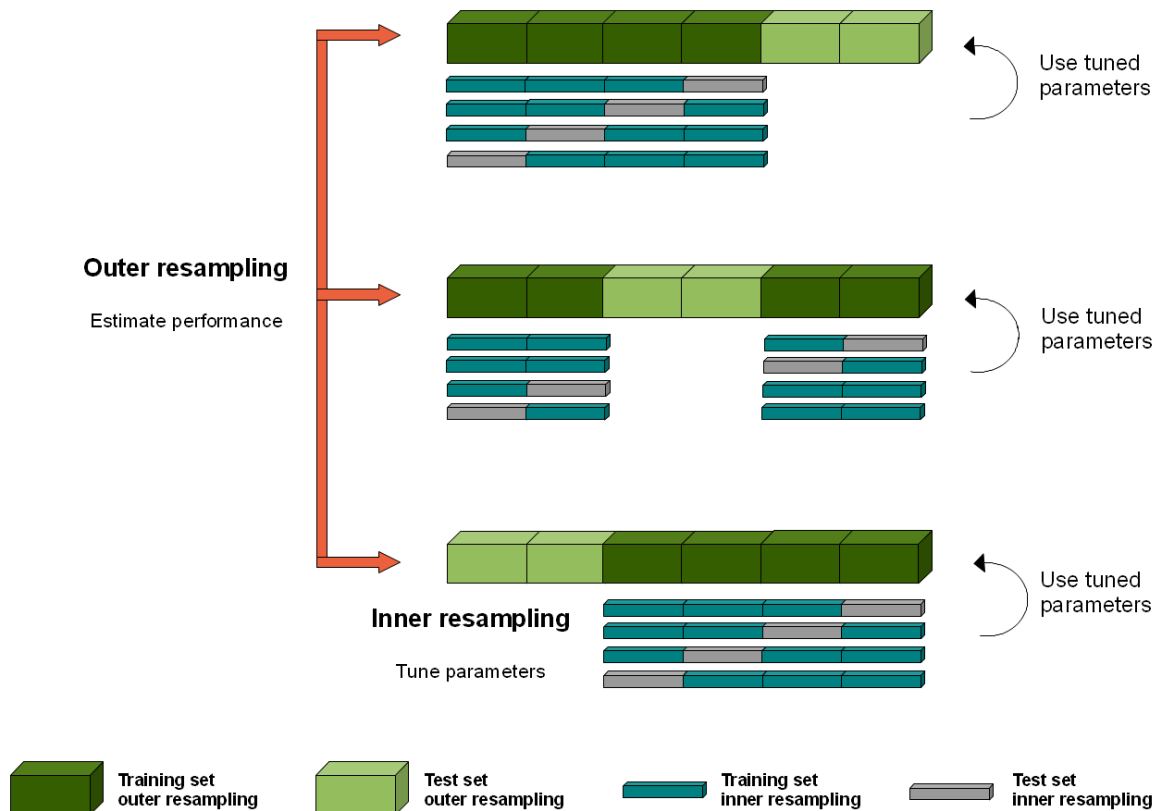 Use tuned
parameters
Outer resampling
Estimate performance
Use tuned
parameters
Use tuned
parameters
Inner resampling
Tune parameters
Training set
outer resampling
Test set
outer resampling
Training set
inner resampling
Test set
inner resampling